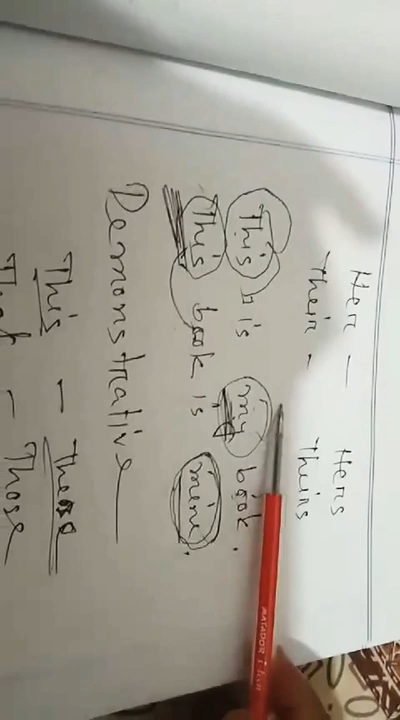 Her — Hers
Their — Theirs
This is my book.
This book is mine.
Demonstrative
This — These
That — Those
MATADOR